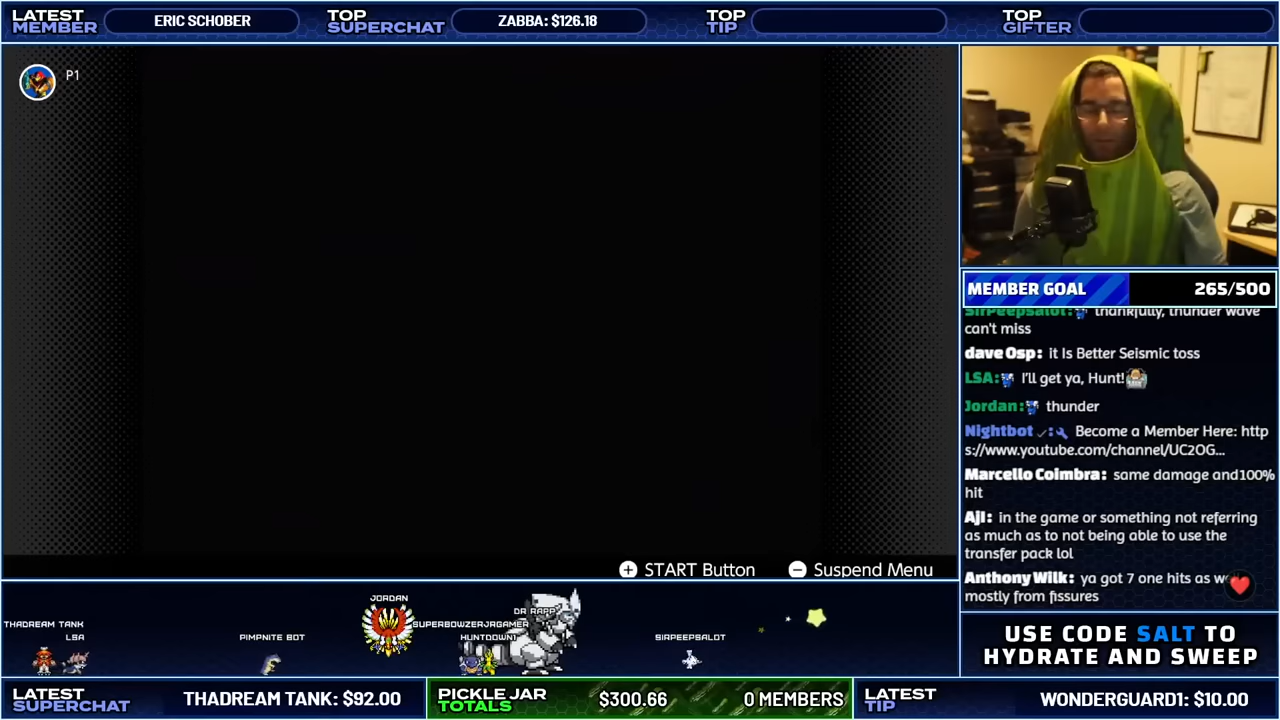 LATEST
MEMBER
ERIC SCHOBER
TOP
SUPERCHAT
ZABBA: $126.18
TOP
TIP
TOP
GIFTER
P1
START Button
Suspend Menu
MEMBER GOAL
265/500
SirPeepsalot: thankfully, thunder wave
can't miss
dave Osp: it Is Better Seismic toss
LSA: I'll get ya, Hunt!
Jordan: thunder
Nightbot : Become a Member Here: http
s://www.youtube.com/channel/UC2OG...
Marcello Coimbra: same damage and100%
hit
AjI: in the game or something not referring
as much as to not being able to use the
transfer pack lol
Anthony Wilk: ya got 7 one hits as
mostly from fissures
USE CODE SALT TO
HYDRATE AND SWEEP
THADREAM TANK
LSA
PIMPNITE BOT
JORDAN
SUPERBOWZERJRGAMER
HUNTDOWN1
DR RAPP
SIRPEEPSALOT
LATEST
SUPERCHAT
THADREAM TANK: $92.00
PICKLE JAR
TOTALS
$300.66
0 MEMBERS
LATEST
TIP
WONDERGUARD1: $10.00